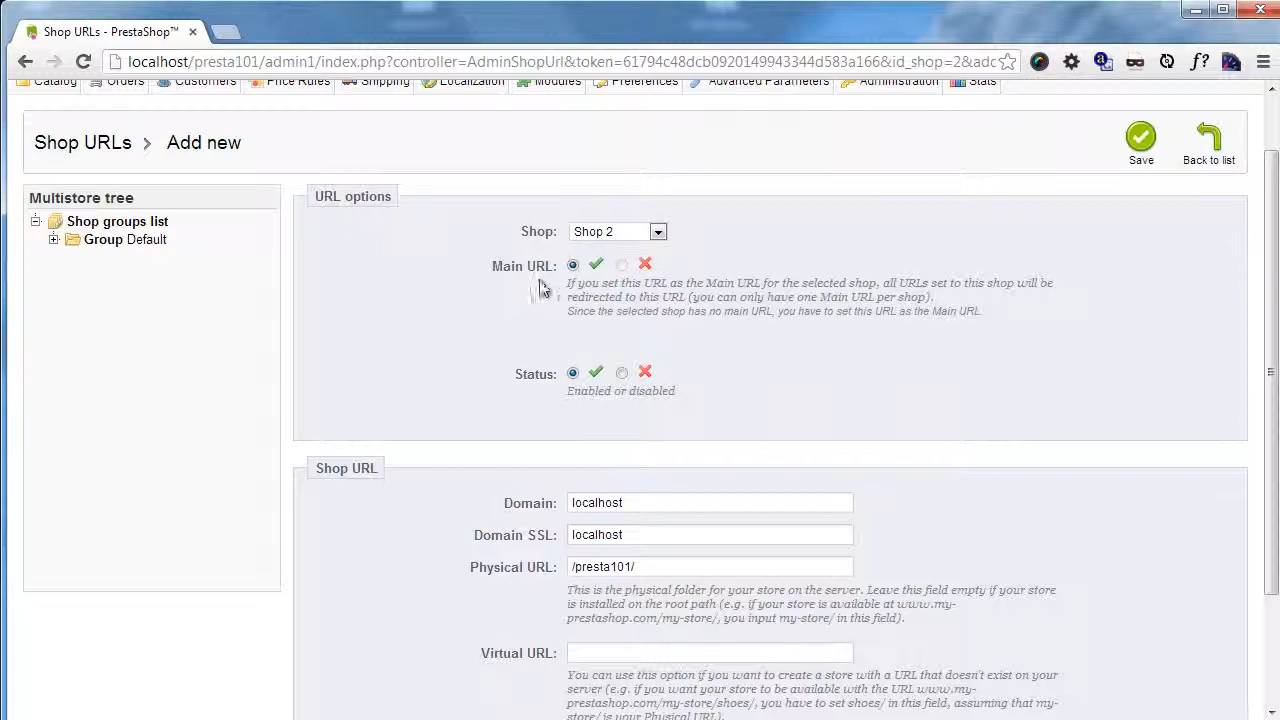 Shop URLs - PrestaShop™
localhost/presta101/admin1/index.php?controller=AdminShopUrl&token=61794c48dcb0920149943344d383a166&id_shop=2&adc
Catalog Orders Customers Price Rules Shipping Localization Modules Preferences Advanced Parameters Administration Stats
Shop URLs > Add new
Save
Back to list
Multistore tree
Shop groups list
Group Default
URL options
Shop: Shop 2
Main URL:
If you set this URL as the Main URL for the selected shop, all URLs set to this shop will be
redirected to this URL (you can only have one Main URL per shop).
Since the selected shop has no main URL, you have to set this URL as the Main URL.
Status:
Enabled or disabled
Shop URL
Domain: localhost
Domain SSL: localhost
Physical URL: /presta101/
This is the physical folder for your store on the server. Leave this field empty if your store
is installed on the root path (e.g. if your store is available at www.my-
prestashop.com/my-store/, you input my-store/ in this field).
Virtual URL:
You can use this option if you want to create a store with a URL that doesn't exist on your
server (e.g. if you want your store to be available with the URL www.my-
prestashop.com/my-store/shoes/, you have to set shoes/ in this field, assuming that my-
store/ is your Physical URL).